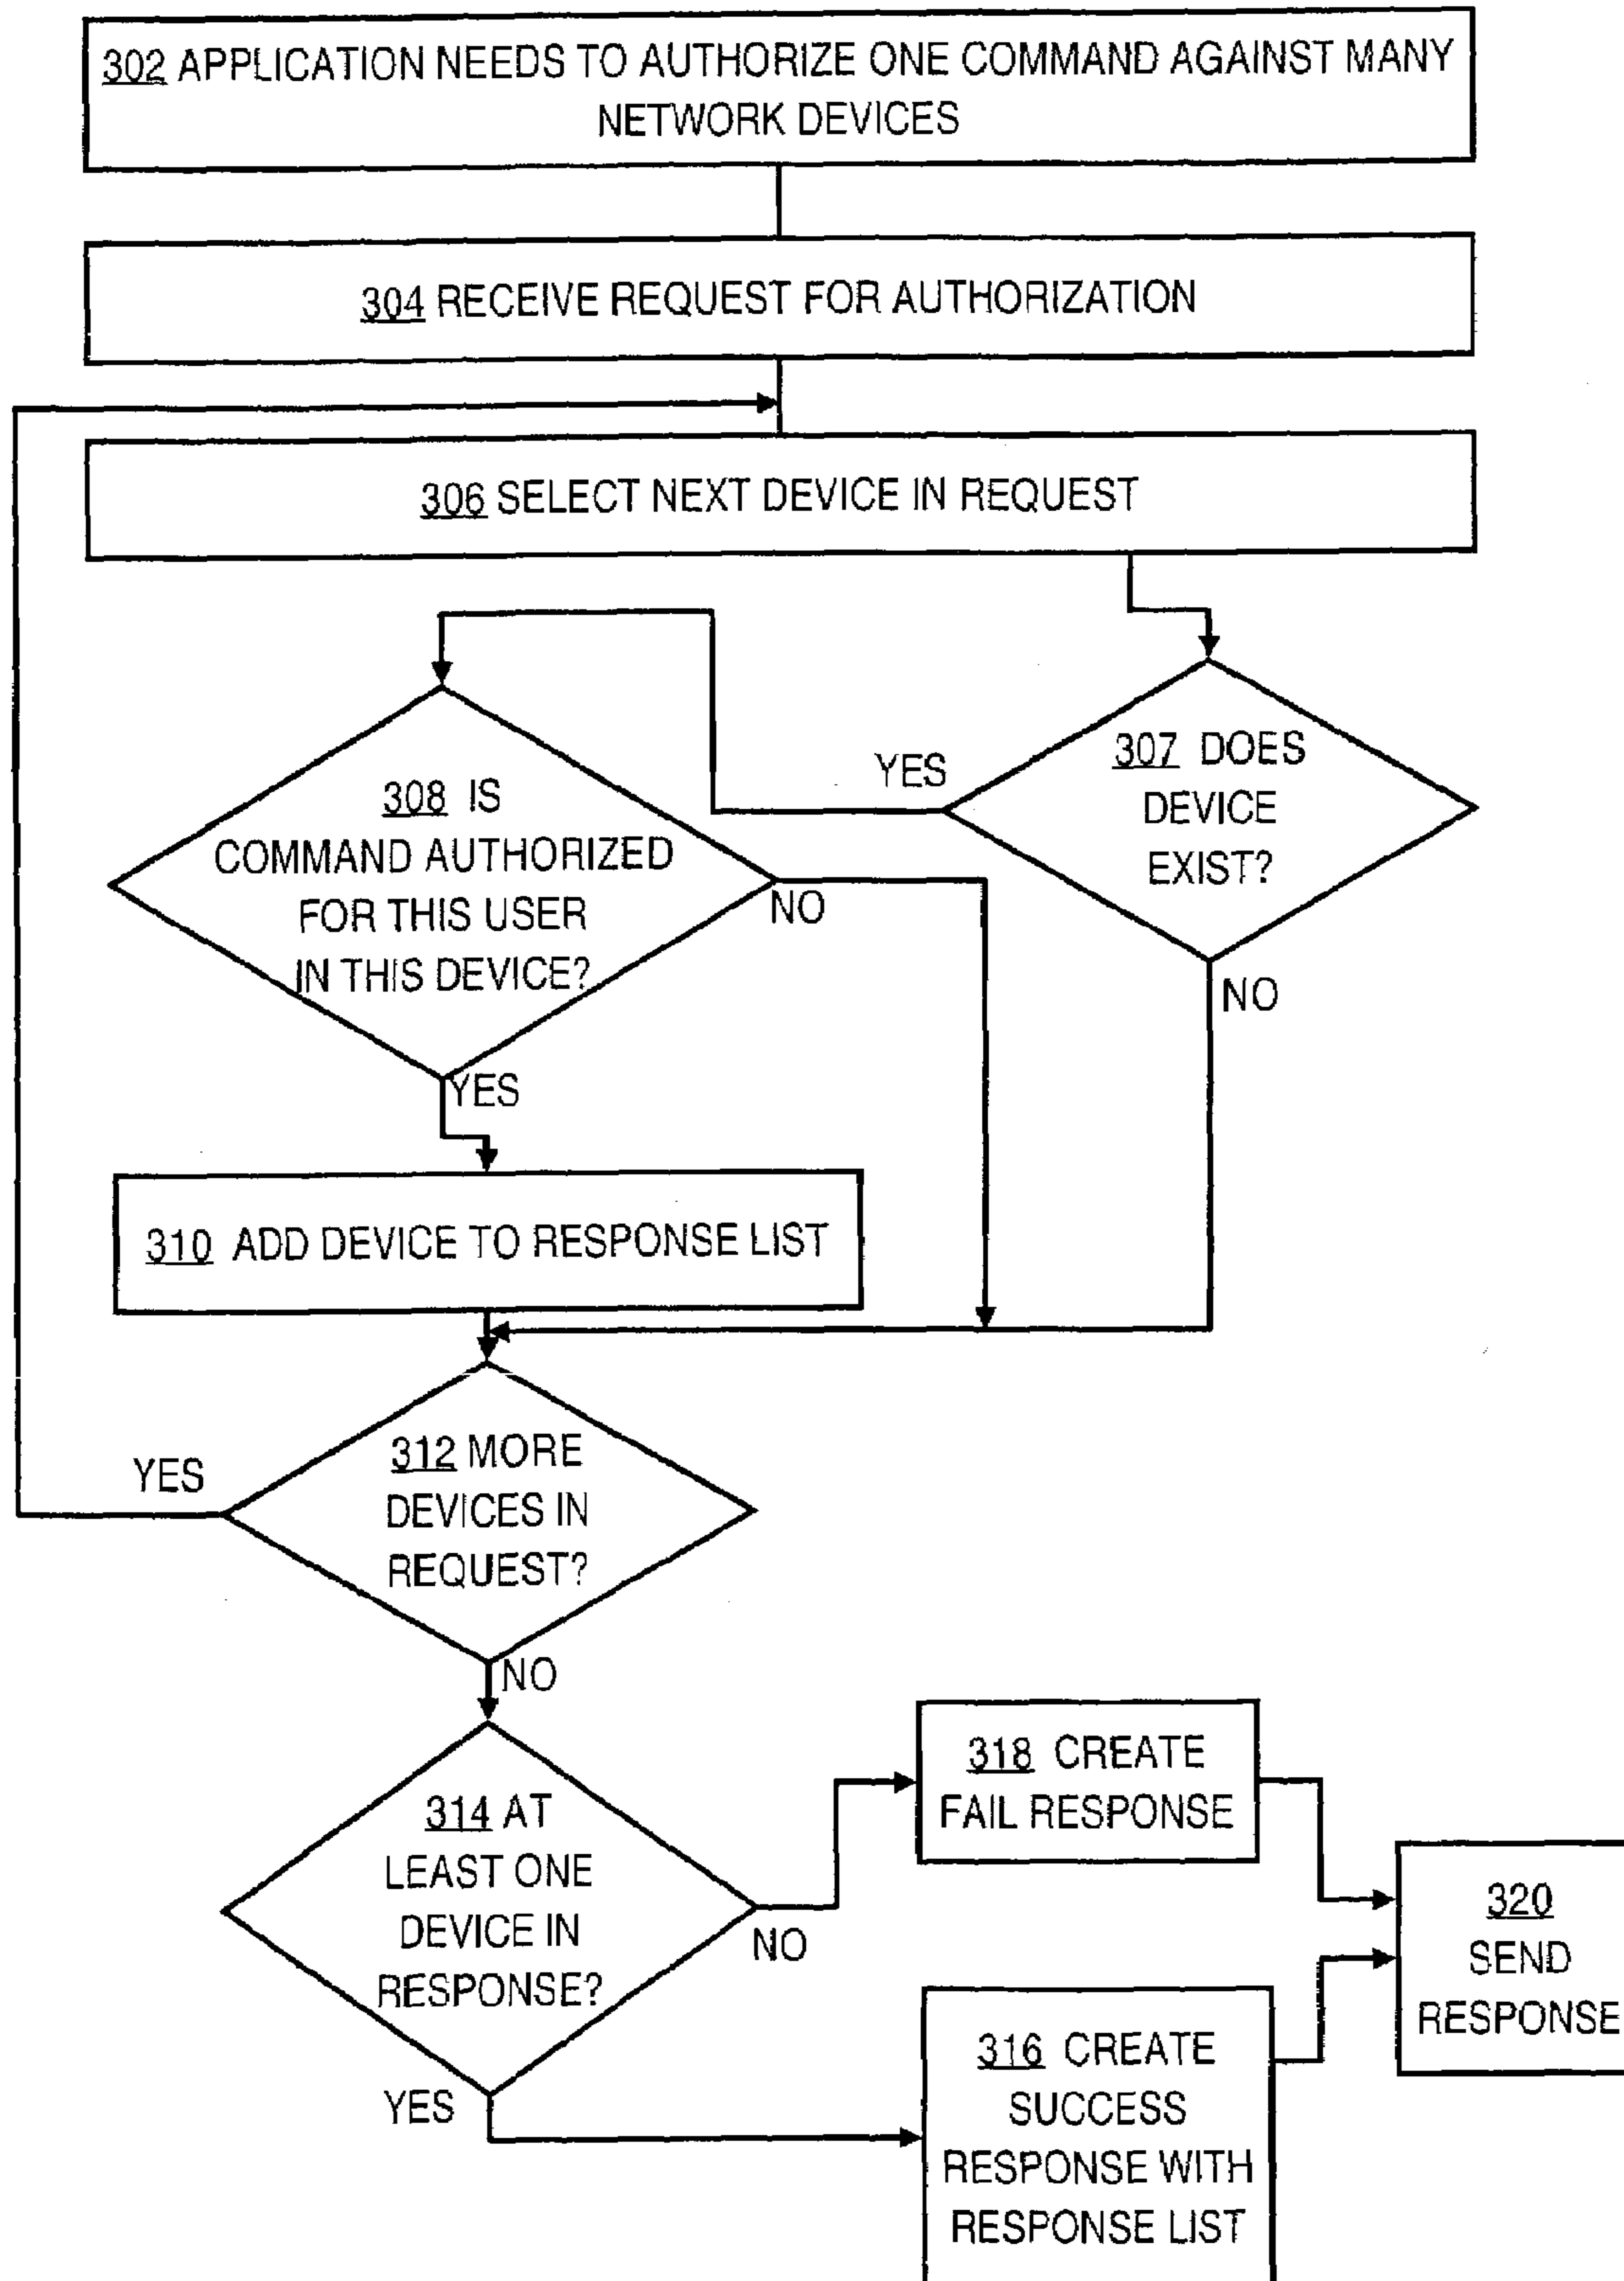 302 APPLICATION NEEDS TO AUTHORIZE ONE COMMAND AGAINST MANY
NETWORK DEVICES
304 RECEIVE REQUEST FOR AUTHORIZATION
306 SELECT NEXT DEVICE IN REQUEST
307 DOES
DEVICE
EXIST?
YES
NO
308 IS
COMMAND AUTHORIZED
FOR THIS USER
IN THIS DEVICE?
NO
YES
310 ADD DEVICE TO RESPONSE LIST
312 MORE
DEVICES IN
REQUEST?
YES
NO
314 AT
LEAST ONE
DEVICE IN
RESPONSE?
NO
YES
318 CREATE
FAIL RESPONSE
316 CREATE
SUCCESS
RESPONSE WITH
RESPONSE LIST
320
SEND
RESPONSE